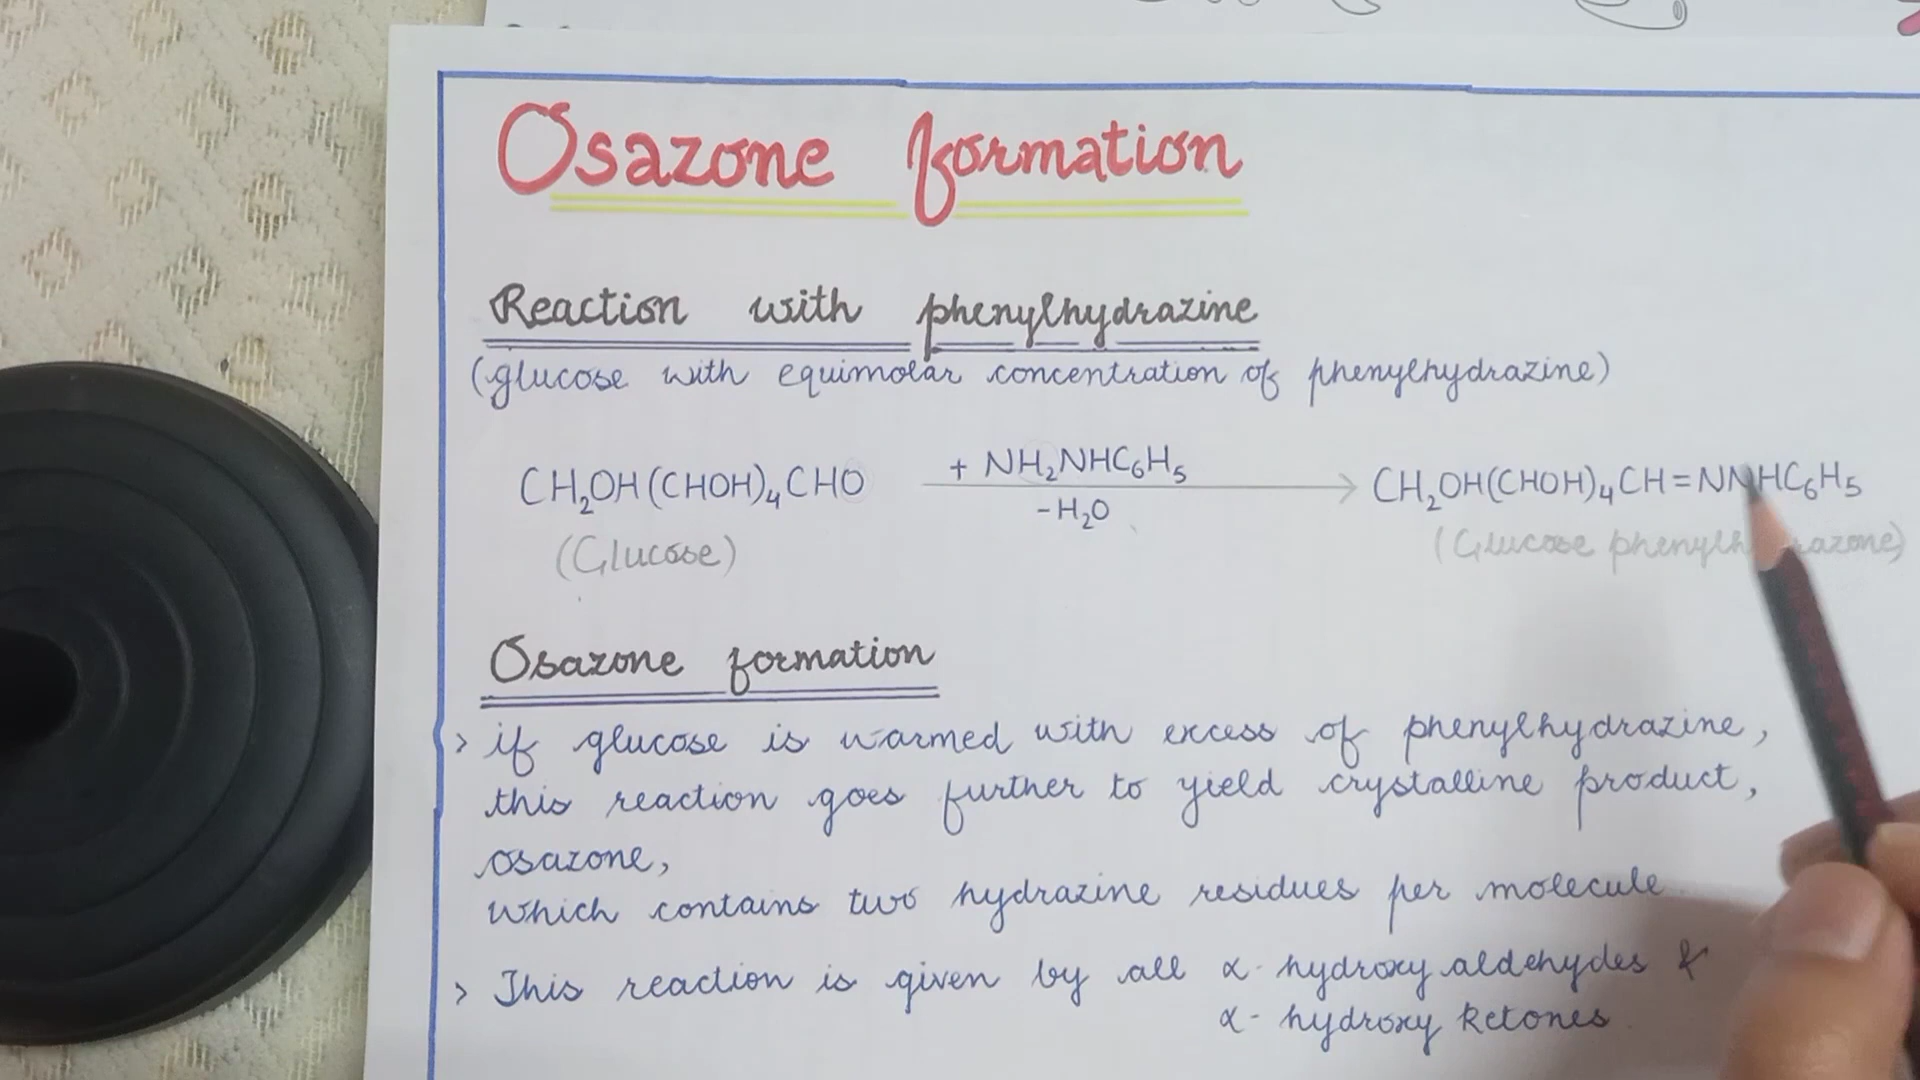 Osazone formation
Reaction with phenylhydrazine
(glucose with equimolar concentration of phenylhydrazine)
CH₂OH(CHOH)₄CHO + NH₂NHC₆H₅ → CH₂OH(CHOH)₄CH=NNHC₆H₅
-H₂O
(Glucose) (Glucose
Osazone formation
> if glucose is warmed with excess of phenylhydrazine,
this reaction goes further to yield crystalline product,
osazone,
which contains two hydrazine residues per molecule
> This reaction is given by all α-hydroxy aldehydes &
α-hydroxy ketones.